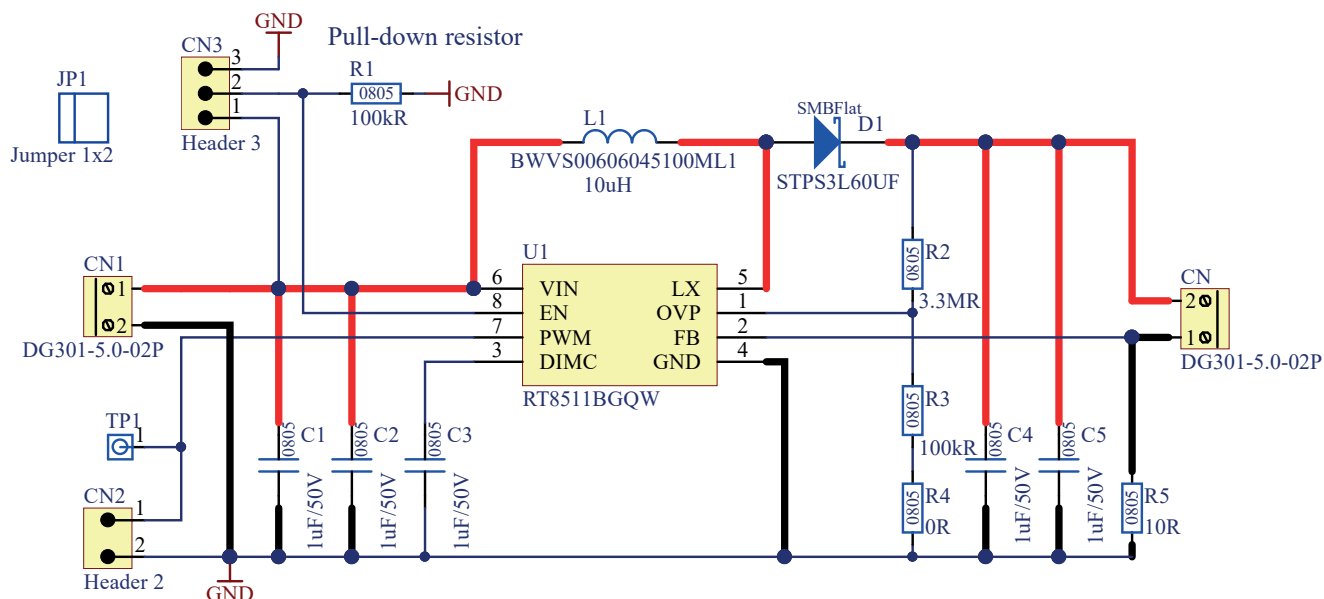 GND
Pull-down resistor
CN3
3
2
1
Header 3
R1
0805
100kR
GND
JP1
Jumper 1x2
L1
BWVS00606045100ML1
10uH
SMBFlat
D1
STPS3L60UF
CN1
1
2
DG301-5.0-02P
U1
6 VIN LX 5
8 EN OVP 1
7 PWM FB 2
3 DIMC GND 4
RT8511BGQW
0805
R2
3.3MR
CN
2
1
DG301-5.0-02P
0805
R3
100kR
TP1
1
0805
C1
1uF/50V
0805
C2
1uF/50V
0805
C3
1uF/50V
0805
R4
0R
0805
C4
1uF/50V
0805
C5
1uF/50V
0805
R5
10R
CN2
1
2
Header 2
GND